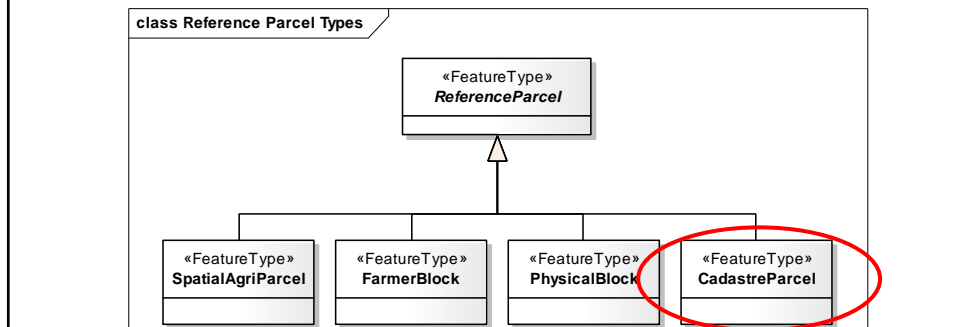 class Reference Parcel Types
«FeatureType»
ReferenceParcel
«FeatureType»
SpatialAgriParcel
«FeatureType»
FarmerBlock
«FeatureType»
PhysicalBlock
«FeatureType»
CadastreParcel